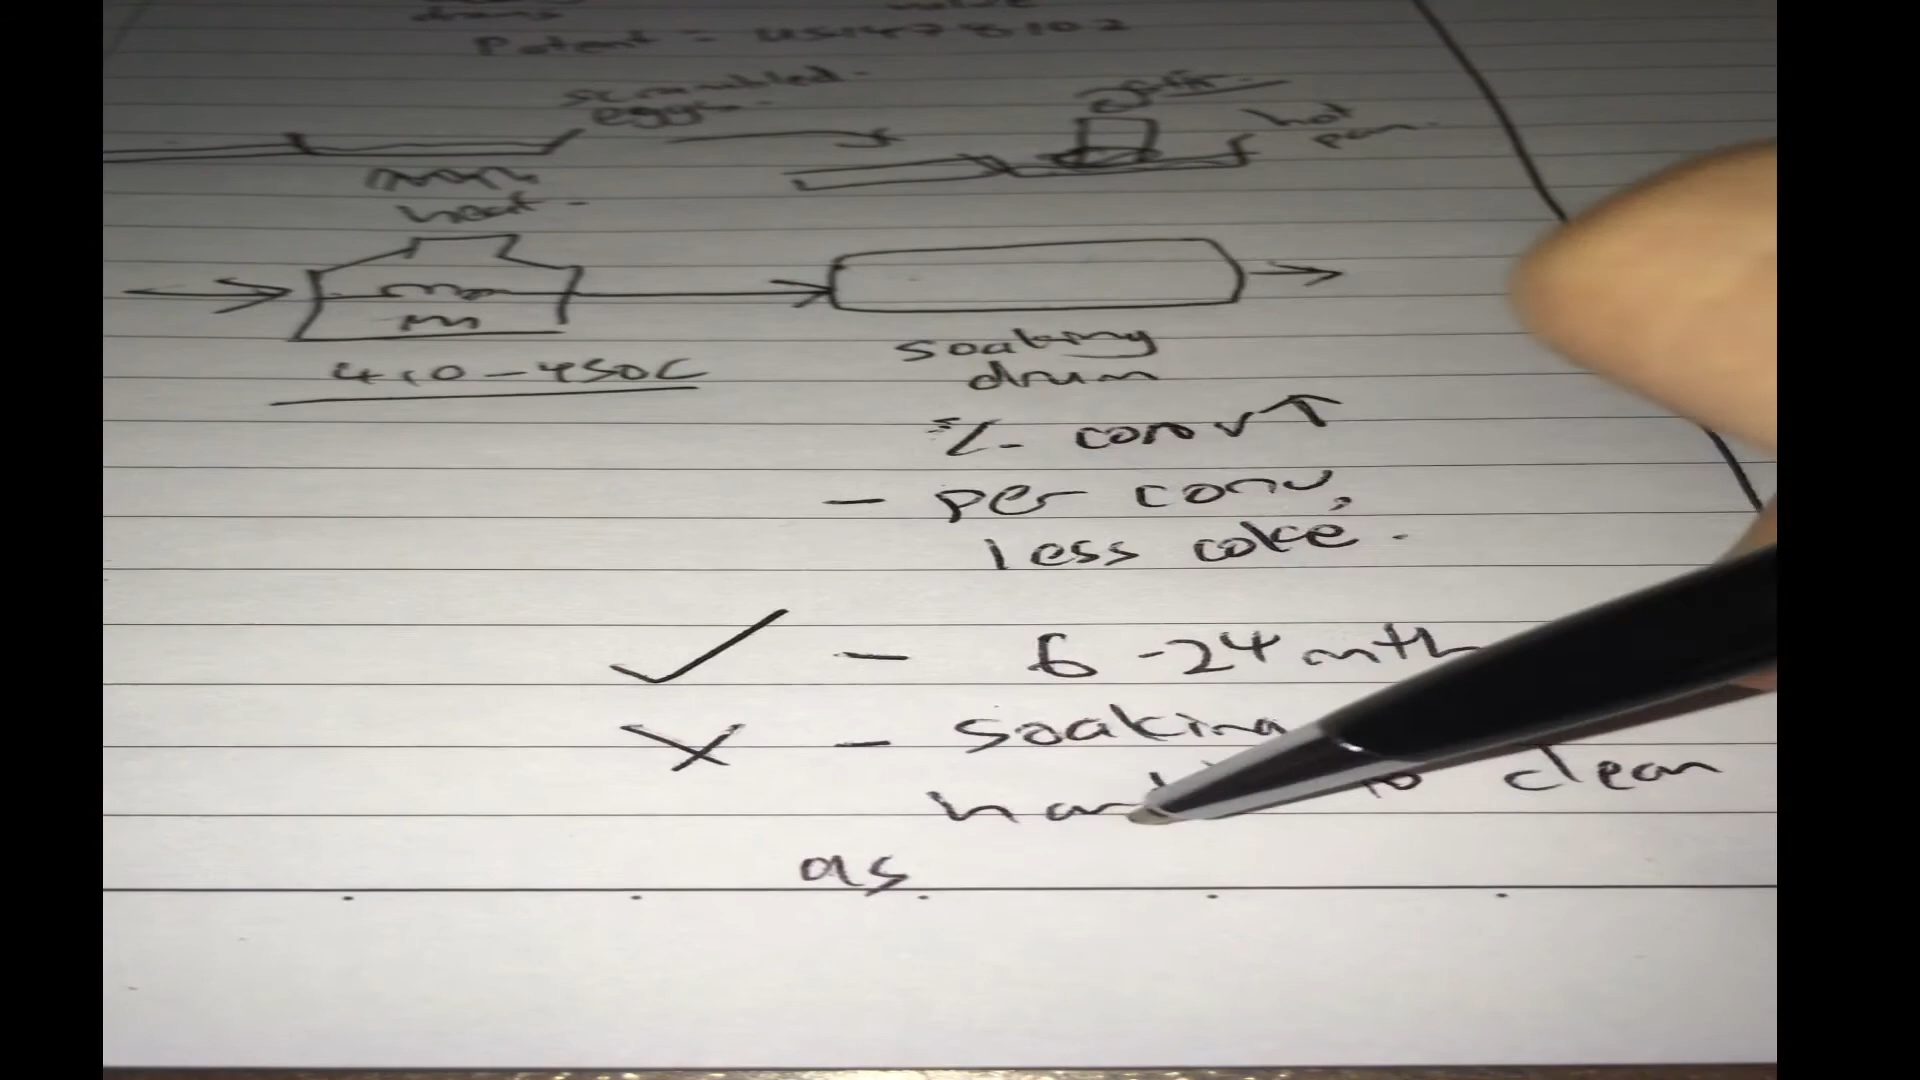 Patent = US1478102
scrambled
eggs.
hot
pan.
heat
410-450C
soaking
drum
% conv ↑
- per conv,
less coke.
- 6-24 mth
- Soaking
to clean
as